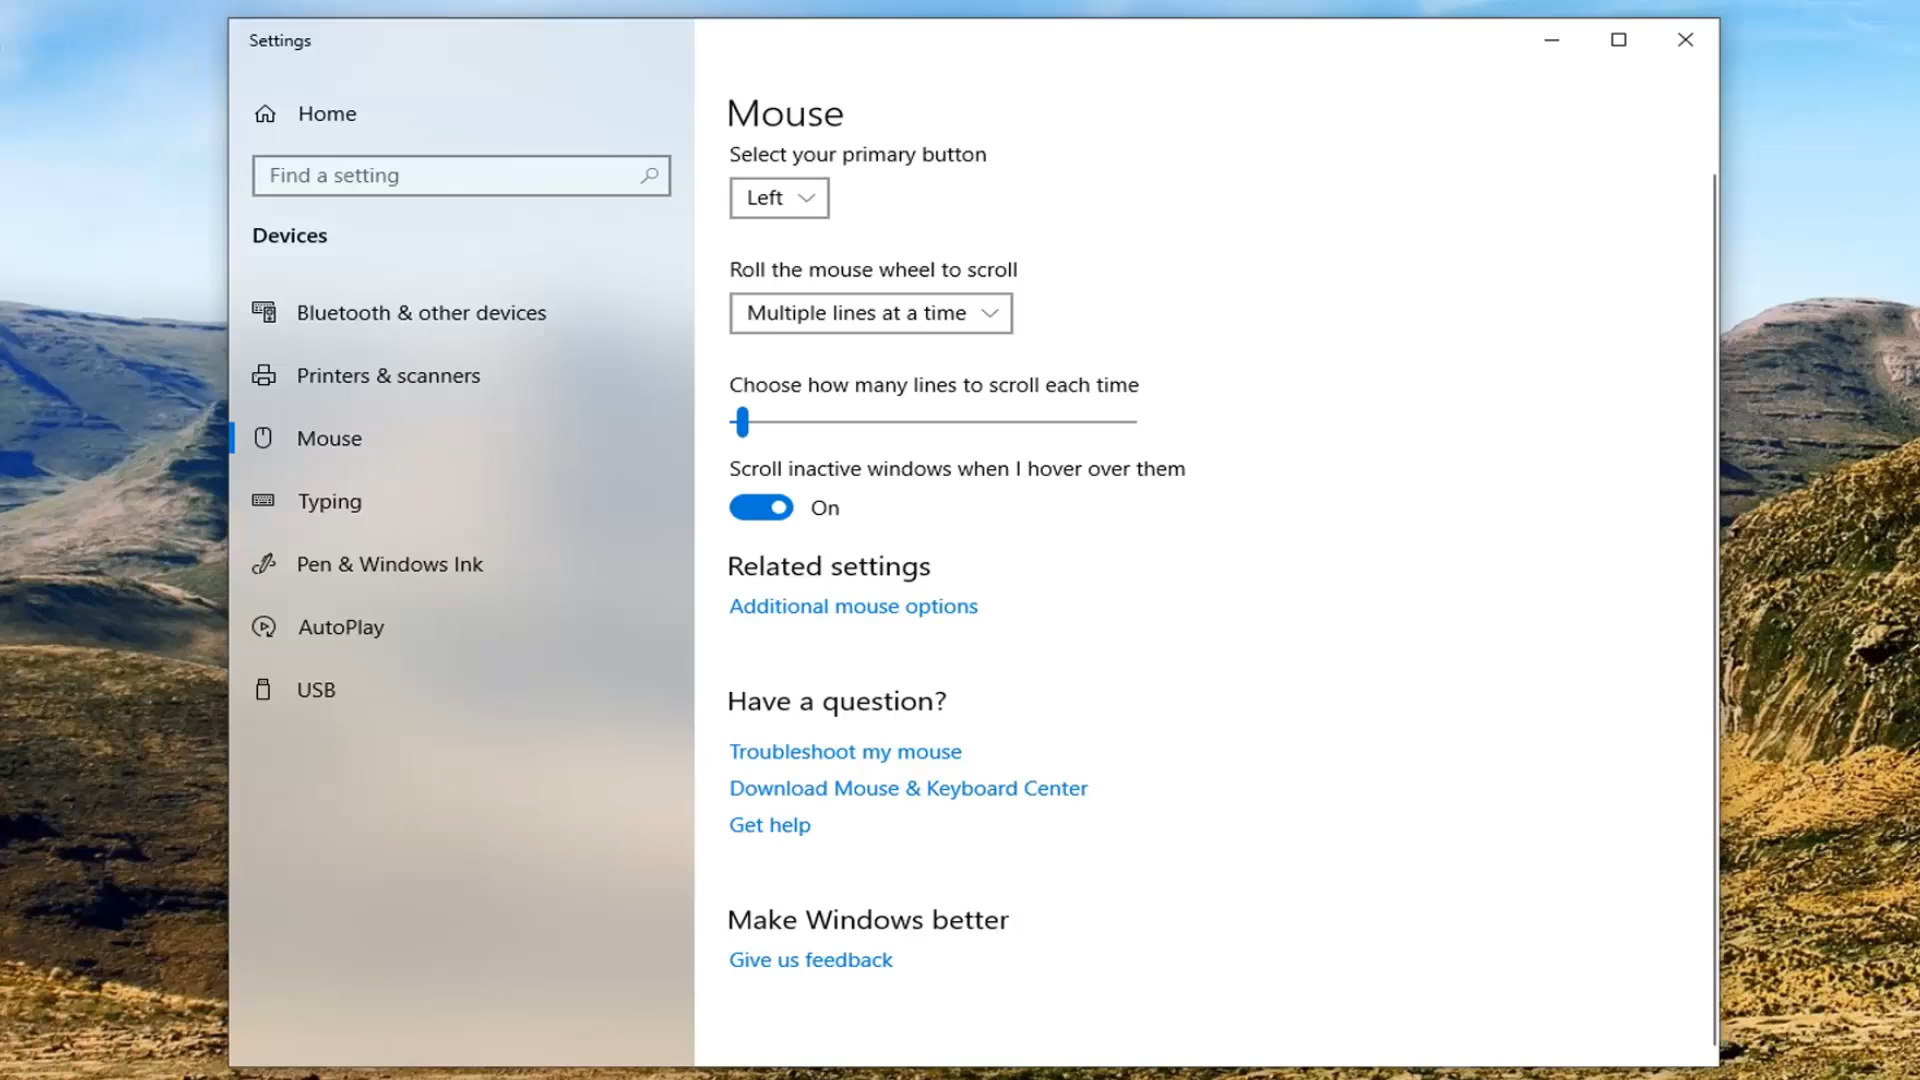 Settings
Home
Find a setting
Devices
Bluetooth & other devices
Printers & scanners
Mouse
Typing
Pen & Windows Ink
AutoPlay
USB
Mouse
Select your primary button
Left
Roll the mouse wheel to scroll
Multiple lines at a time
Choose how many lines to scroll each time
Scroll inactive windows when I hover over them
On
Related settings
Additional mouse options
Have a question?
Troubleshoot my mouse
Download Mouse & Keyboard Center
Get help
Make Windows better
Give us feedback